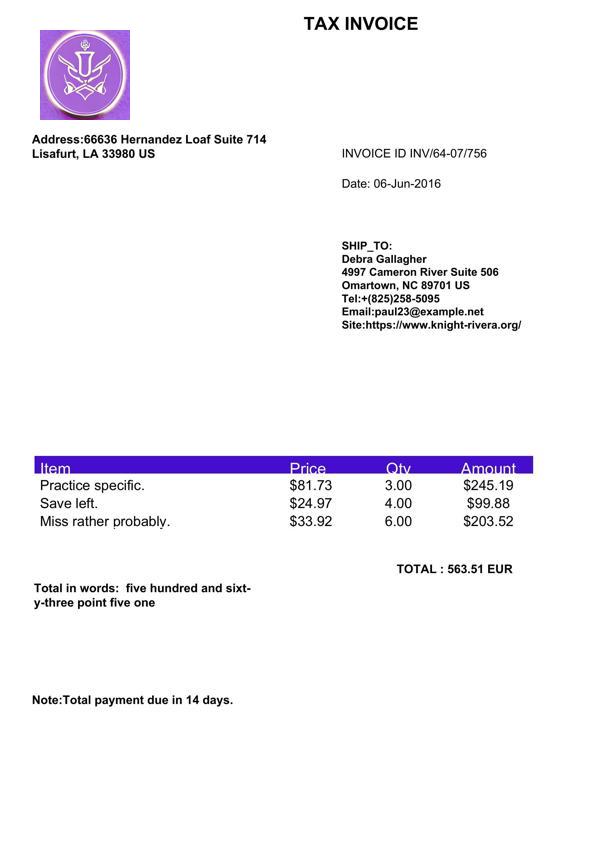 TAX INVOICE
Address:66636 Hernandez Loaf Suite 714
Lisafurt, LA 33980 US
INVOICE ID INV/64-07/756
Date: 06-Jun-2016
SHIP_TO:
Debra Gallagher
4997 Cameron River Suite 506
Omartown, NC 89701 US
Tel:+(825)258-5095
Email:paul23@example.net
Site:https://www.knight-rivera.org/
Item Price Qty Amount
Practice specific. $81.73 3.00 $245.19
Save left. $24.97 4.00 $99.88
Miss rather probably. $33.92 6.00 $203.52
TOTAL : 563.51 EUR
Total in words: five hundred and sixt-
y-three point five one
Note:Total payment due in 14 days.